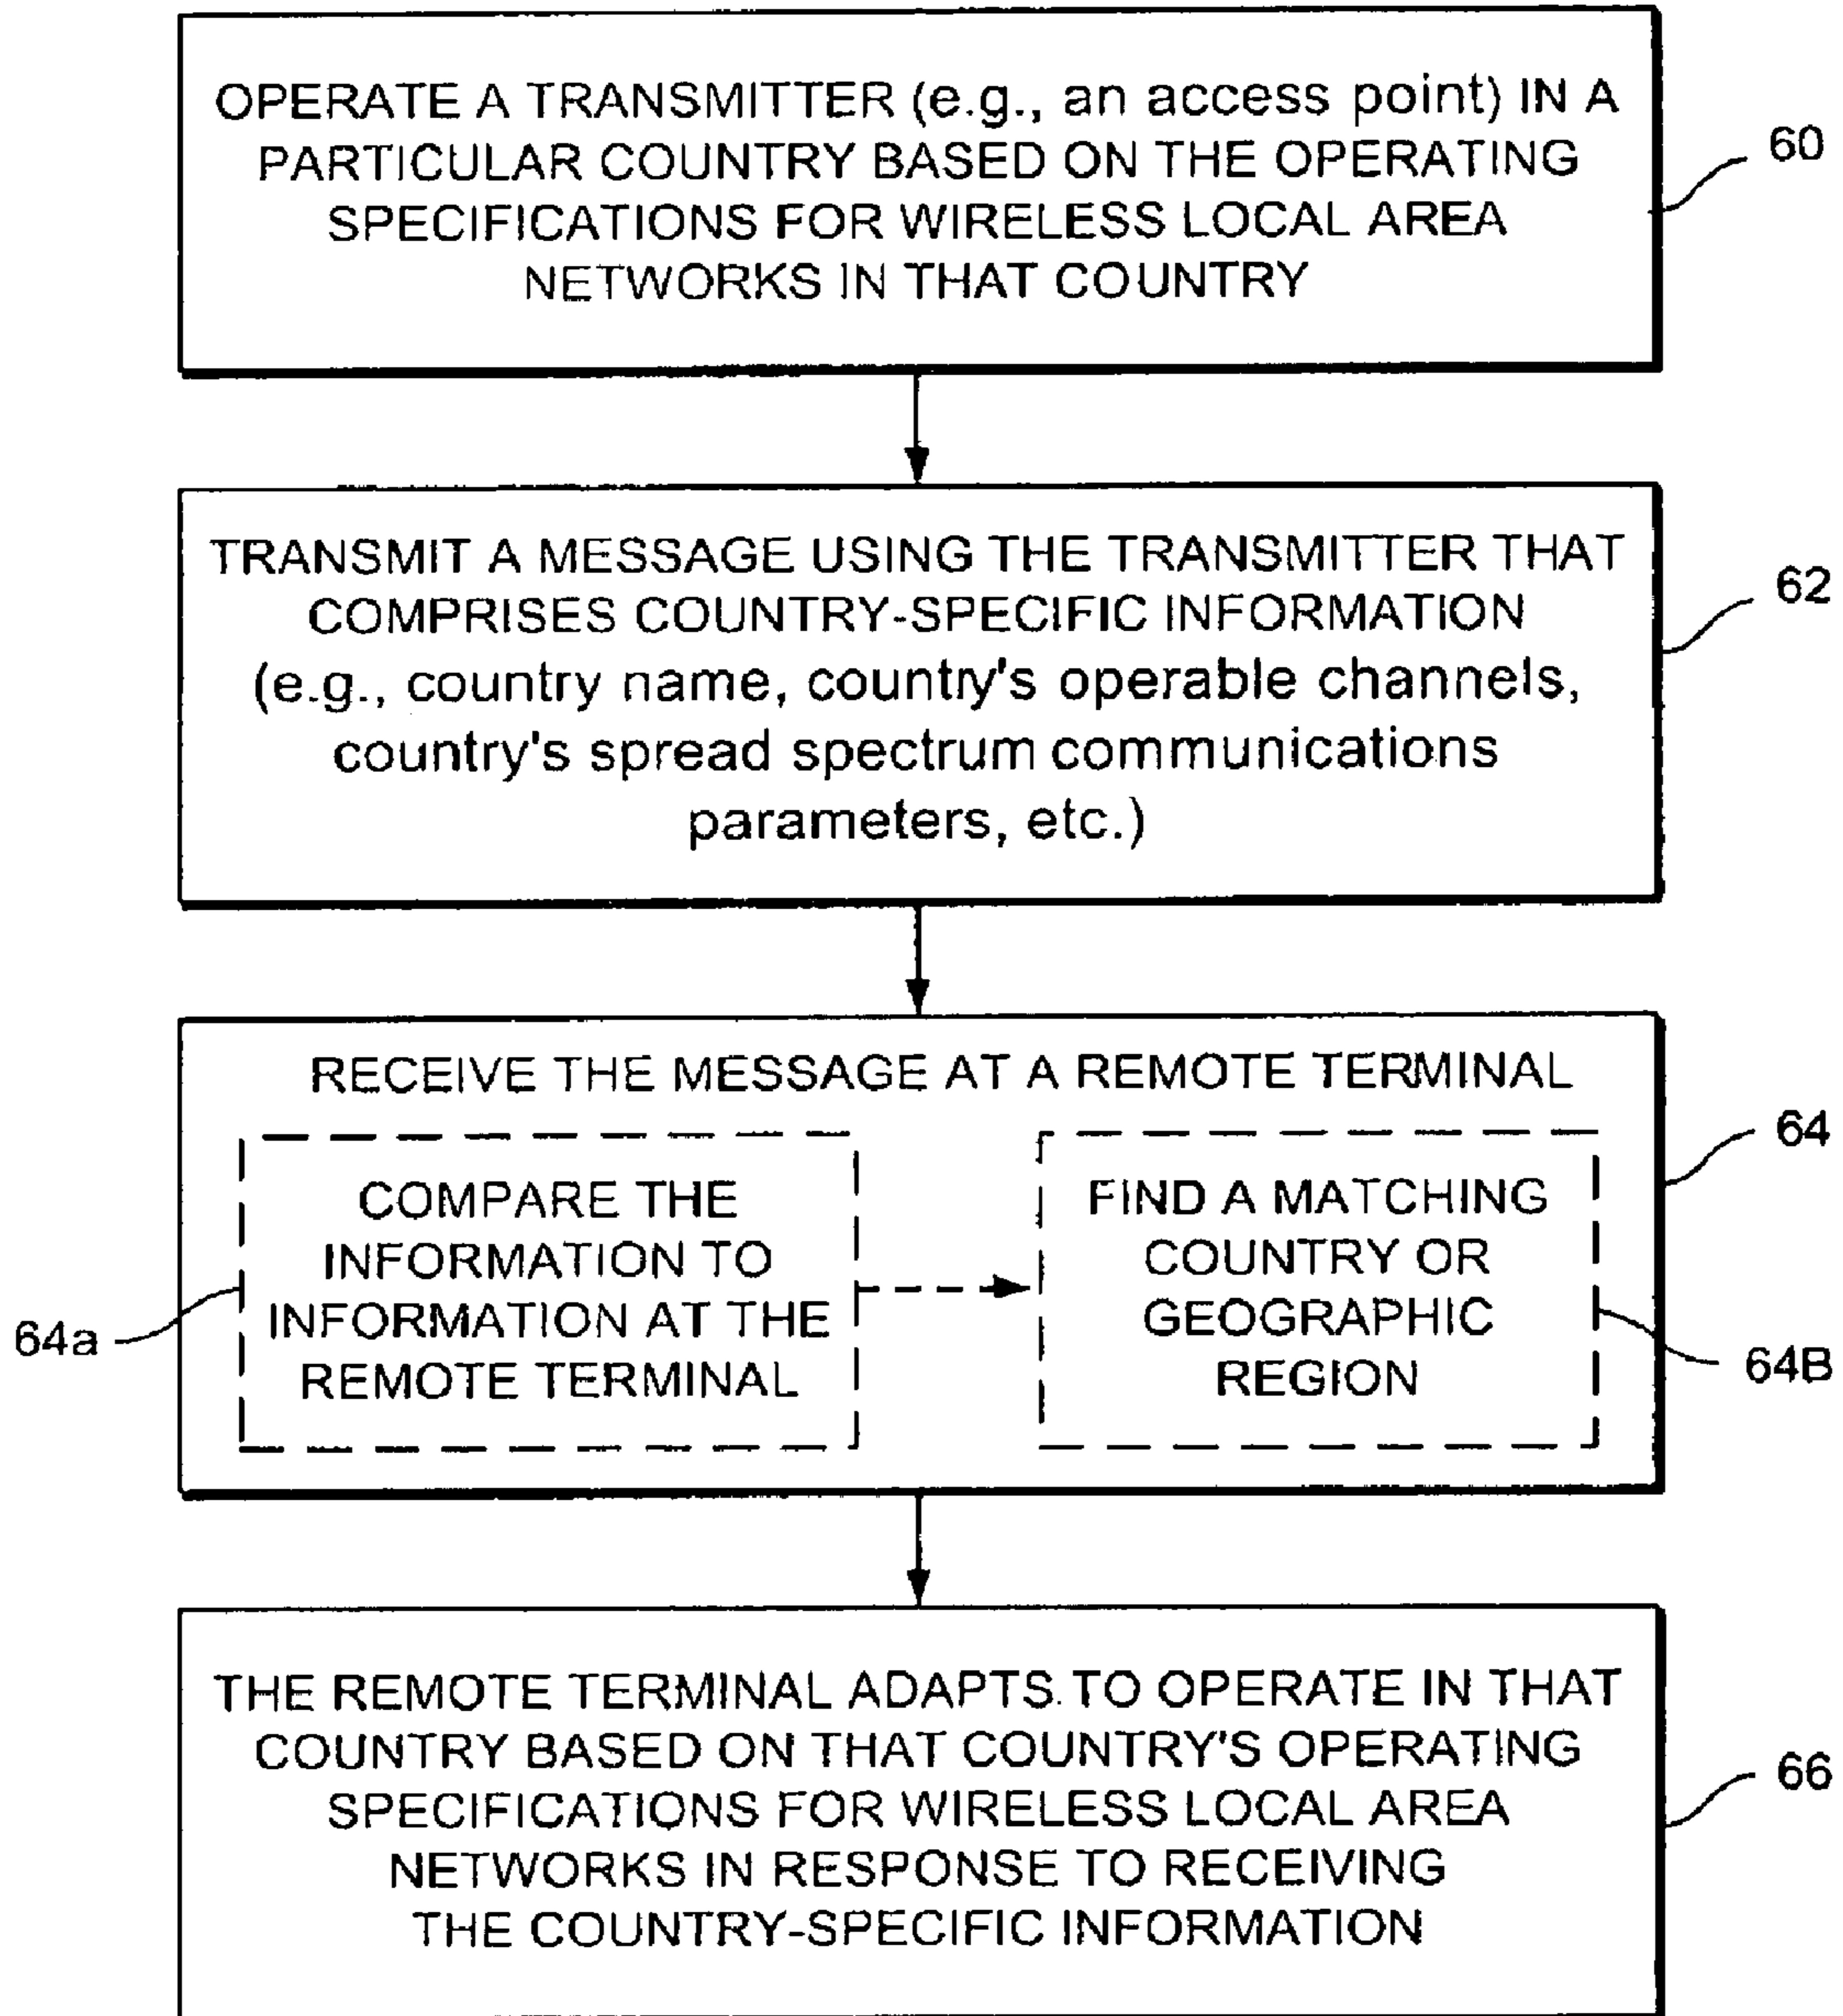 OPERATE A TRANSMITTER (e.g., an access point) IN A
PARTICULAR COUNTRY BASED ON THE OPERATING
SPECIFICATIONS FOR WIRELESS LOCAL AREA
NETWORKS IN THAT COUNTRY
60
TRANSMIT A MESSAGE USING THE TRANSMITTER THAT
COMPRISES COUNTRY-SPECIFIC INFORMATION
(e.g., country name, country's operable channels,
country's spread spectrum communications
parameters, etc.)
62
RECEIVE THE MESSAGE AT A REMOTE TERMINAL
64
COMPARE THE
INFORMATION TO
INFORMATION AT THE
REMOTE TERMINAL
64a
FIND A MATCHING
COUNTRY OR
GEOGRAPHIC
REGION
64B
THE REMOTE TERMINAL ADAPTS TO OPERATE IN THAT
COUNTRY BASED ON THAT COUNTRY'S OPERATING
SPECIFICATIONS FOR WIRELESS LOCAL AREA
NETWORKS IN RESPONSE TO RECEIVING
THE COUNTRY-SPECIFIC INFORMATION
66